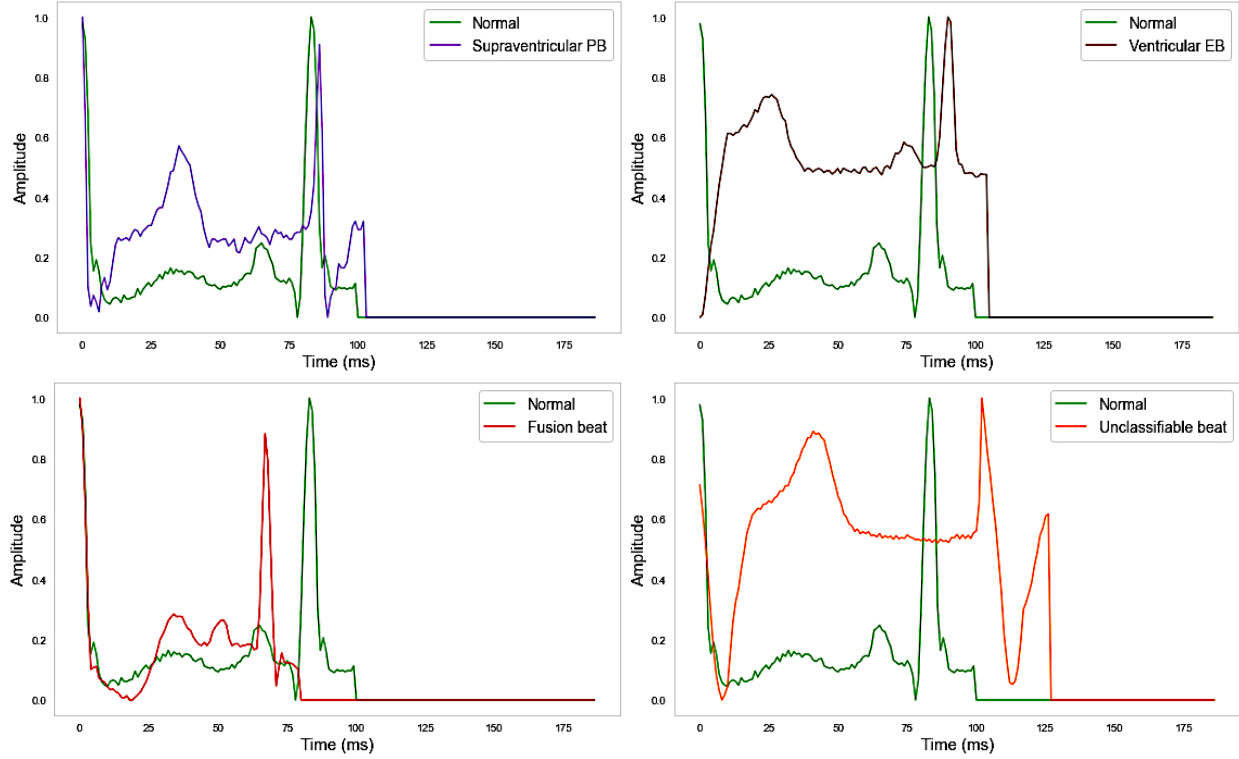 Normal
Supraventricular PB
1.0
0.8
0.6
0.4
0.2
0.0
Amplitude
0 25 50 75 100 125 150 175
Time (ms)
Normal
Ventricular EB
1.0
0.8
0.6
0.4
0.2
0.0
Amplitude
0 25 50 75 100 125 150 175
Time (ms)
Normal
Fusion beat
1.0
0.8
0.6
0.4
0.2
0.0
Amplitude
0 25 50 75 100 125 150 175
Time (ms)
Normal
Unclassifiable beat
1.0
0.8
0.6
0.4
0.2
0.0
Amplitude
0 25 50 75 100 125 150 175
Time (ms)